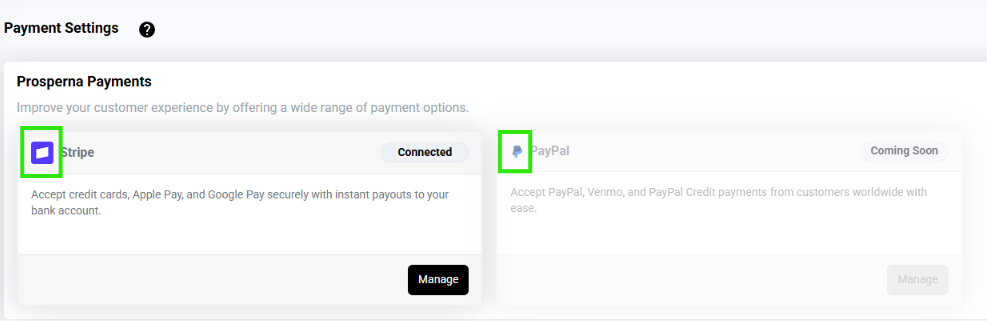 Payment Settings ?
Prosperna Payments
Improve your customer experience by offering a wide range of payment options.
Stripe
Connected
Accept credit cards, Apple Pay, and Google Pay securely with instant payouts to your
bank account.
Manage
PayPal
Coming Soon
Accept PayPal, Venmo, and PayPal Credit payments from customers worldwide with
ease.
Manage